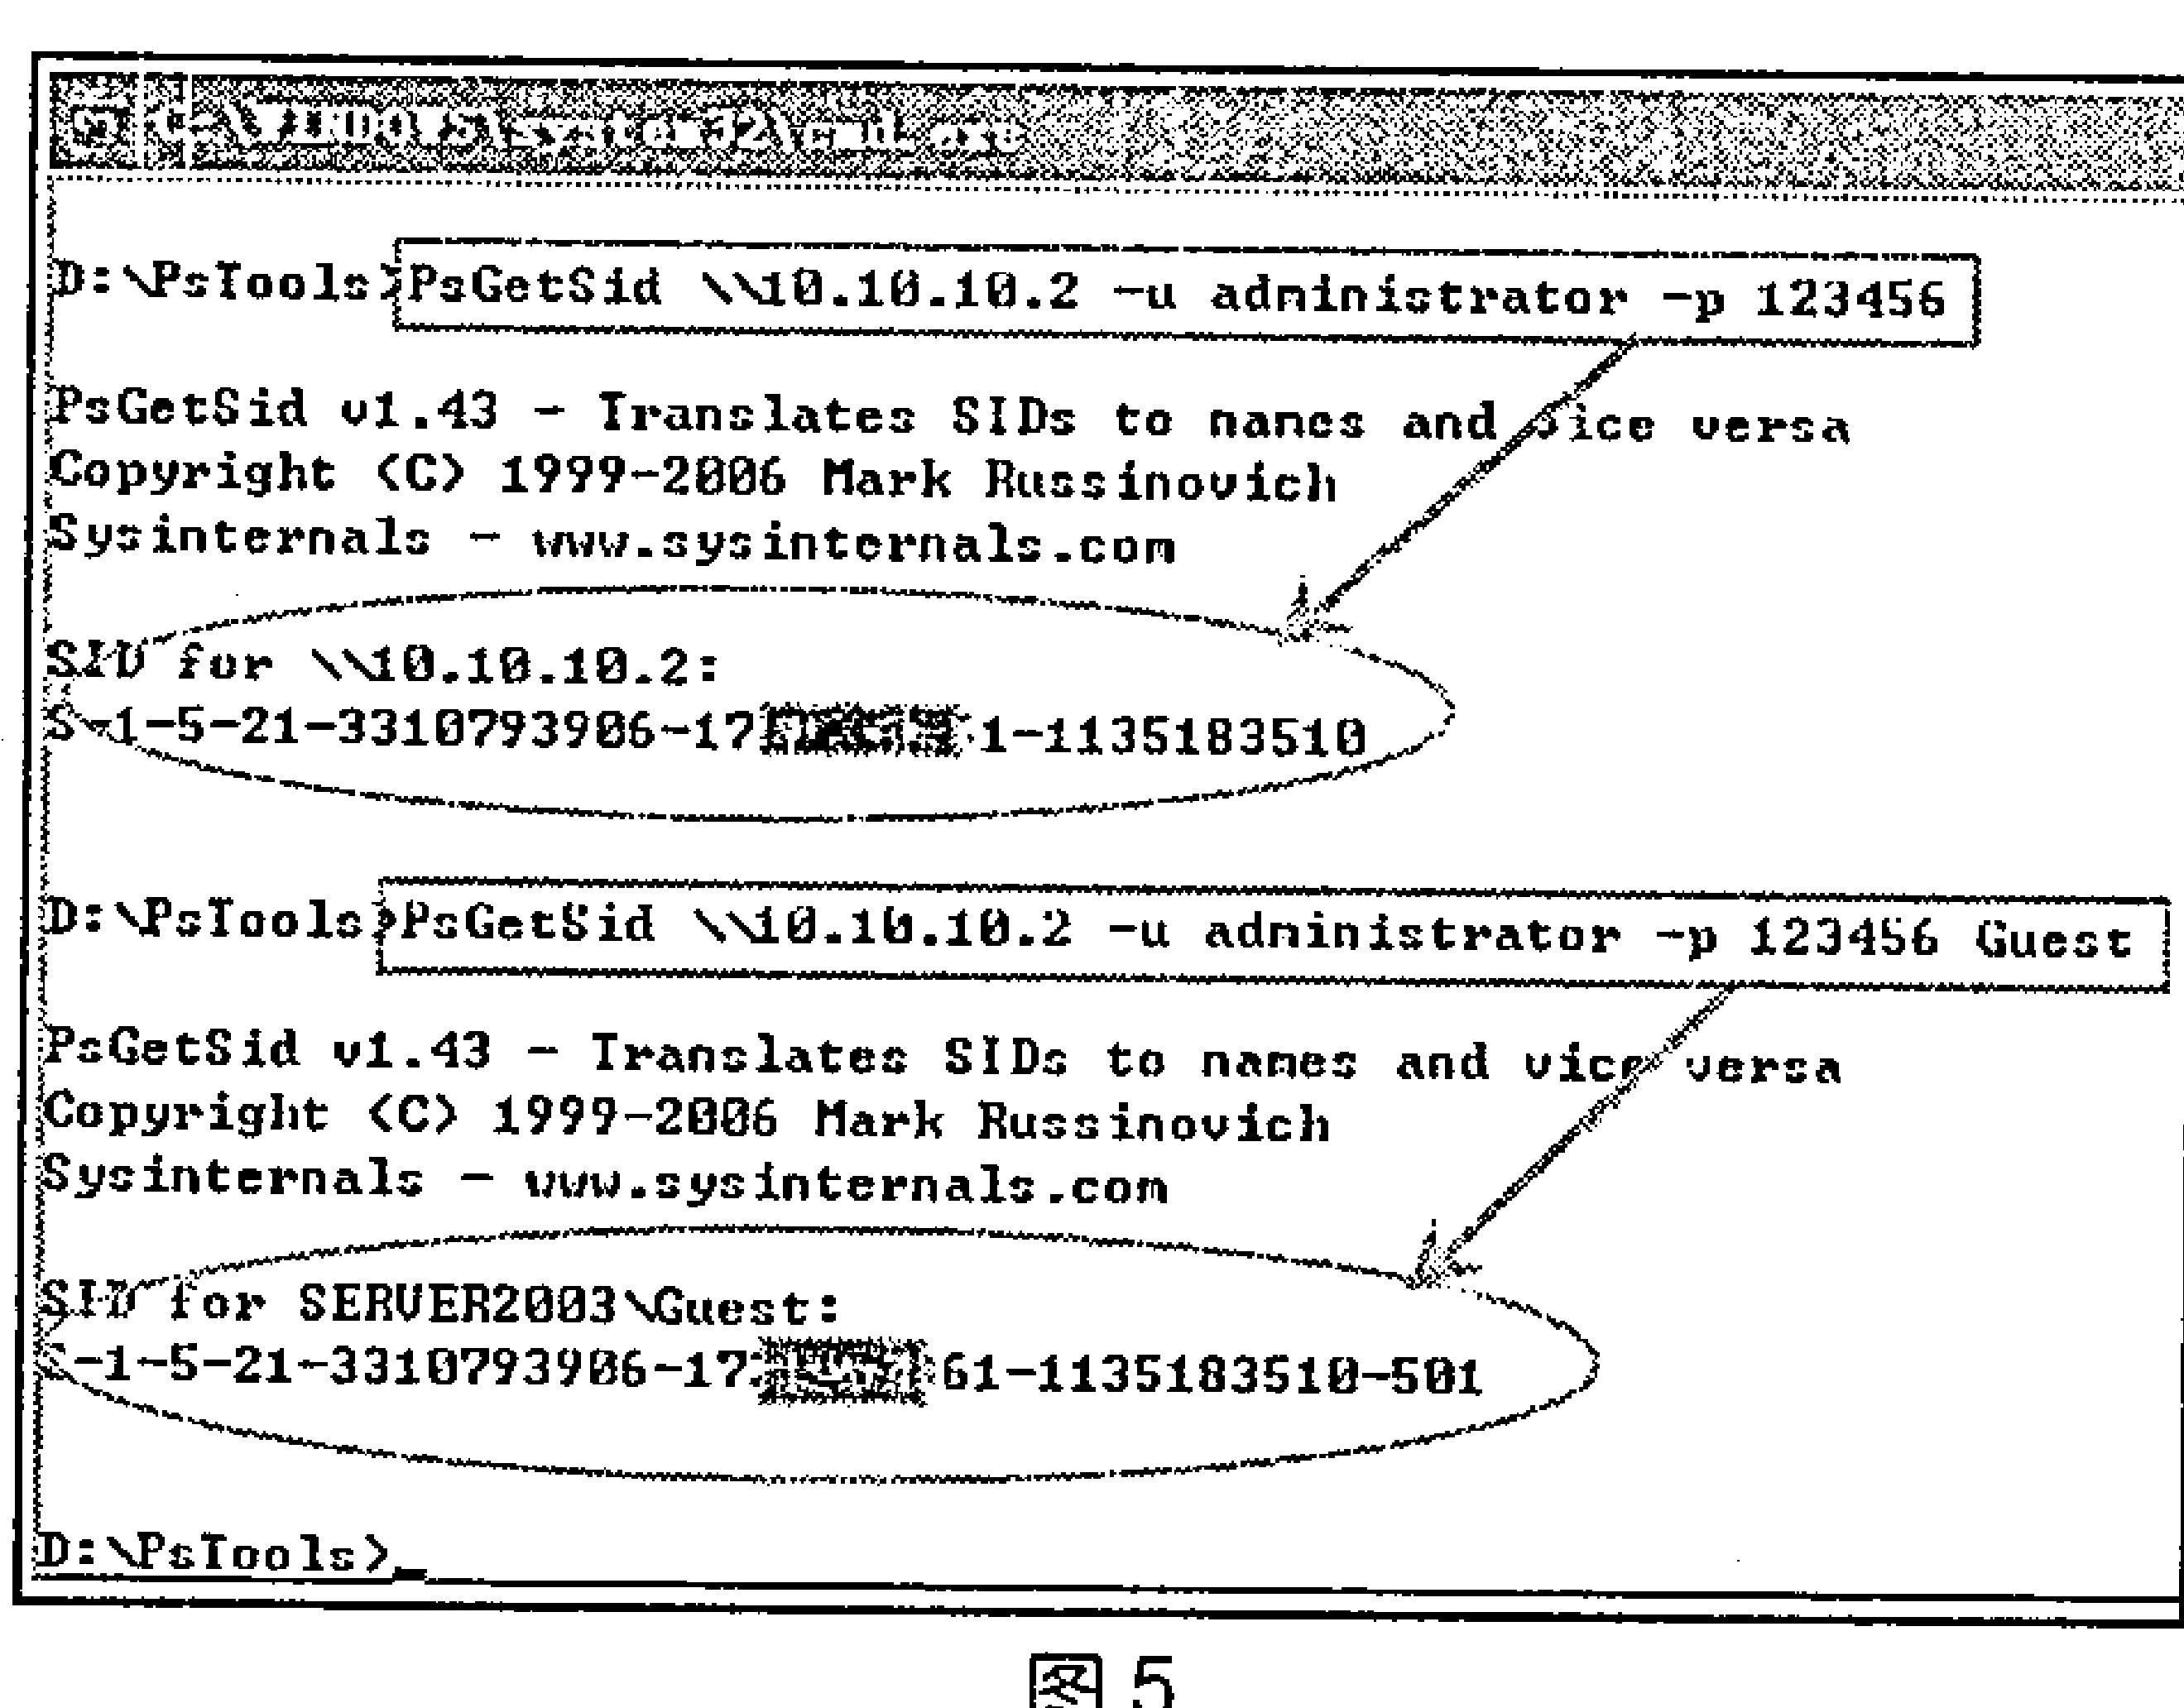 C:\WINDOWS\system32\cmd.exe
D:\PsTools>PsGetSid \\10.10.10.2 -u administrator -p 123456
PsGetSid v1.43 - Translates SIDs to names and vice versa
Copyright (C) 1999-2006 Mark Russinovich
Sysinternals - www.sysinternals.com
SID for \\10.10.10.2:
S-1-5-21-3310793906-17 1-1135183510
D:\PsTools>PsGetSid \\10.10.10.2 -u administrator -p 123456 Guest
PsGetSid v1.43 - Translates SIDs to names and vice versa
Copyright (C) 1999-2006 Mark Russinovich
Sysinternals - www.sysinternals.com
SID for SERVER2003\Guest:
S-1-5-21-3310793906-17 61-1135183510-501
D:\PsTools>_
图 5